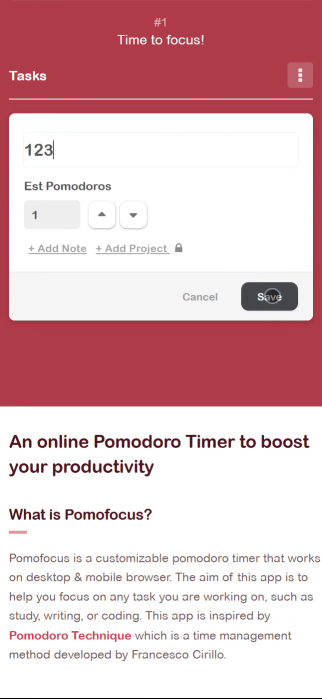 #1
Time to focus!
Tasks
123
Est Pomodoros
1
+ Add Note + Add Project
Cancel Save
An online Pomodoro Timer to boost
your productivity
What is Pomofocus?
Pomofocus is a customizable pomodoro timer that works
on desktop & mobile browser. The aim of this app is to
help you focus on any task you are working on, such as
study, writing, or coding. This app is inspired by
Pomodoro Technique which is a time management
method developed by Francesco Cirillo.